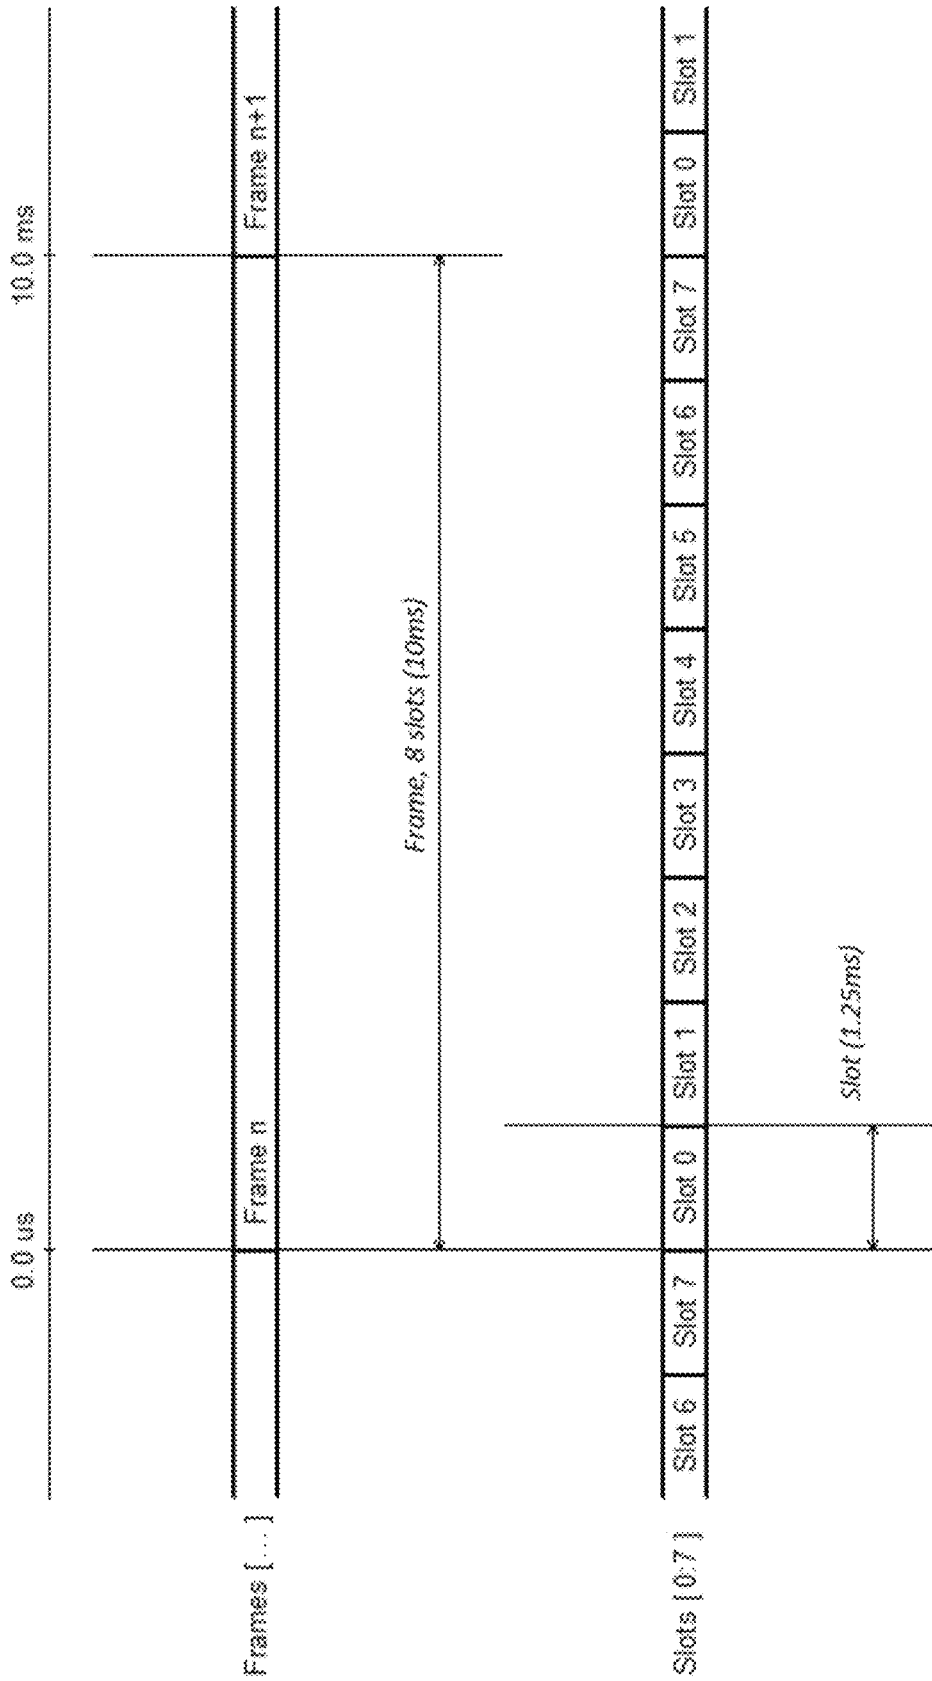 0.0 us
10.0 ms
Frames [...]
Frame n
Frame n+1
Frame, 8 slots (10ms)
Slots [0:7]
Slot 6
Slot 7
Slot 0
Slot 1
Slot 2
Slot 3
Slot 4
Slot 5
Slot 6
Slot 7
Slot 0
Slot 1
Slot (1.25ms)